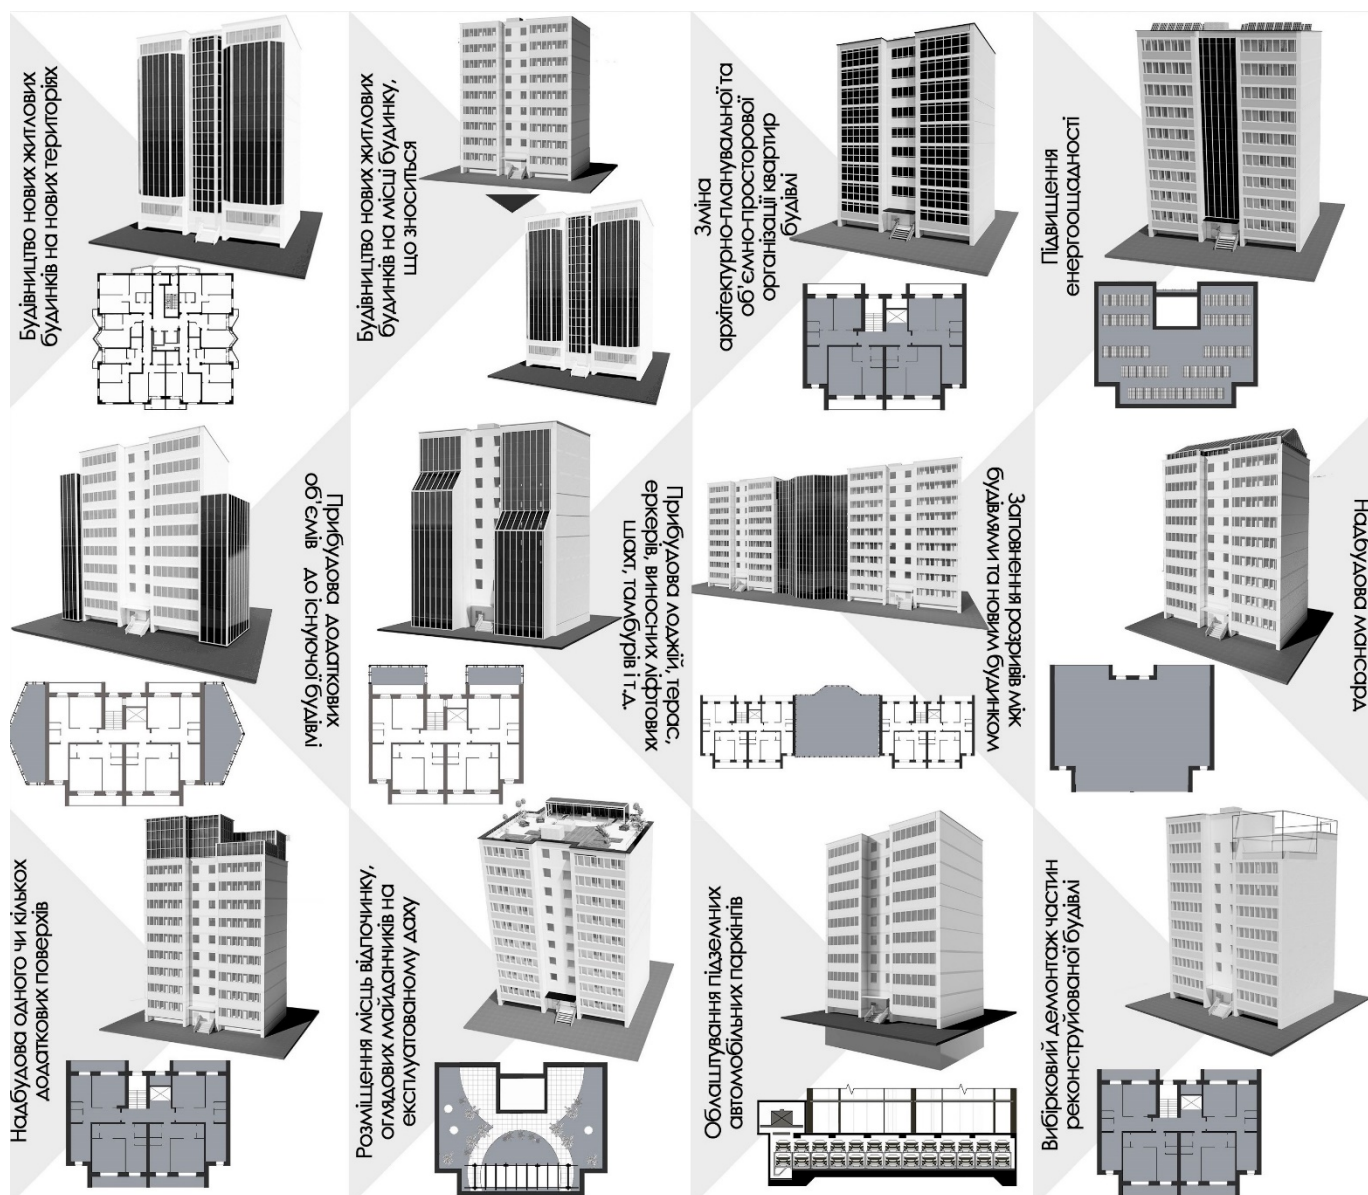 Будівництво нових житлових
будинків на нових територіях
Будівництво нових житлових
будинків на місці будинку,
що зноситься
Зміна
архітектурно-планувальної та
об'ємно-просторової
організації квартир
будівлі
Підвищення
енергоощадності
Прибудова додаткових
об'ємів до існуючої будівлі
Прибудова лоджій, терас,
еркерів, виносних ліфтових
шахт, тамбурів і т.д.
Заповнення розривів між
будівлями та новим будинком
Надбудова мансард
Надбудова одного чи кількох
додаткових поверхів
Розміщення місць відпочинку,
оглядових майданчиків на
експлуатованому даху
Облаштування підземних
автомобільних паркінгів
Вибірковий демонтаж частин
реконструйованої будівлі